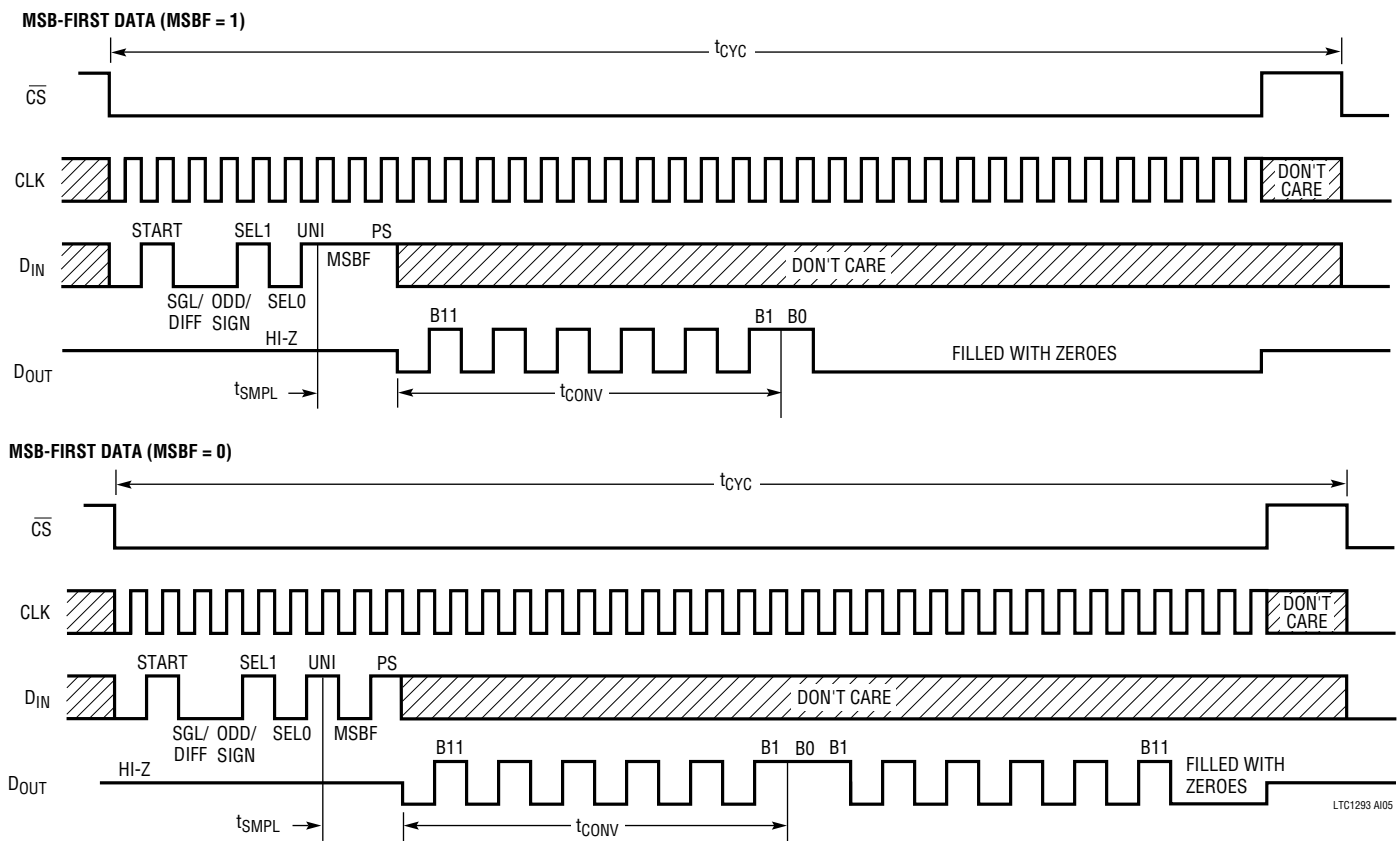 MSB-FIRST DATA (MSBF = 1)
tCYC
CS
CLK
DON'T
CARE
START
SEL1
UNI
PS
DIN
MSBF
DON'T CARE
SGL/
DIFF
ODD/
SIGN
SEL0
B11
B1
B0
HI-Z
FILLED WITH ZEROES
DOUT
tSMPL
tCONV
MSB-FIRST DATA (MSBF = 0)
tCYC
CS
CLK
DON'T
CARE
START
SEL1
UNI
PS
DIN
DON'T CARE
SGL/
DIFF
ODD/
SIGN
SEL0
MSBF
B11
B1
B0
B1
B11
FILLED WITH
ZEROES
HI-Z
DOUT
LTC1293 AI05
tSMPL
tCONV